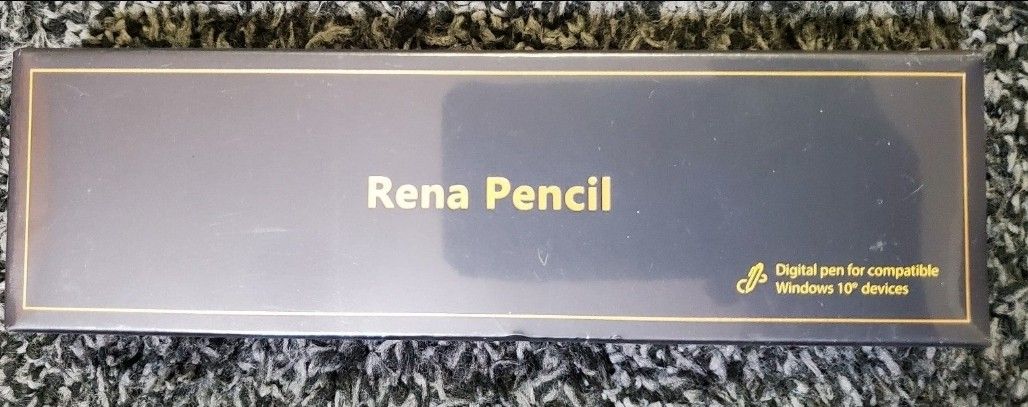 Rena Pencil
Digital pen for compatible
Windows 10® devices